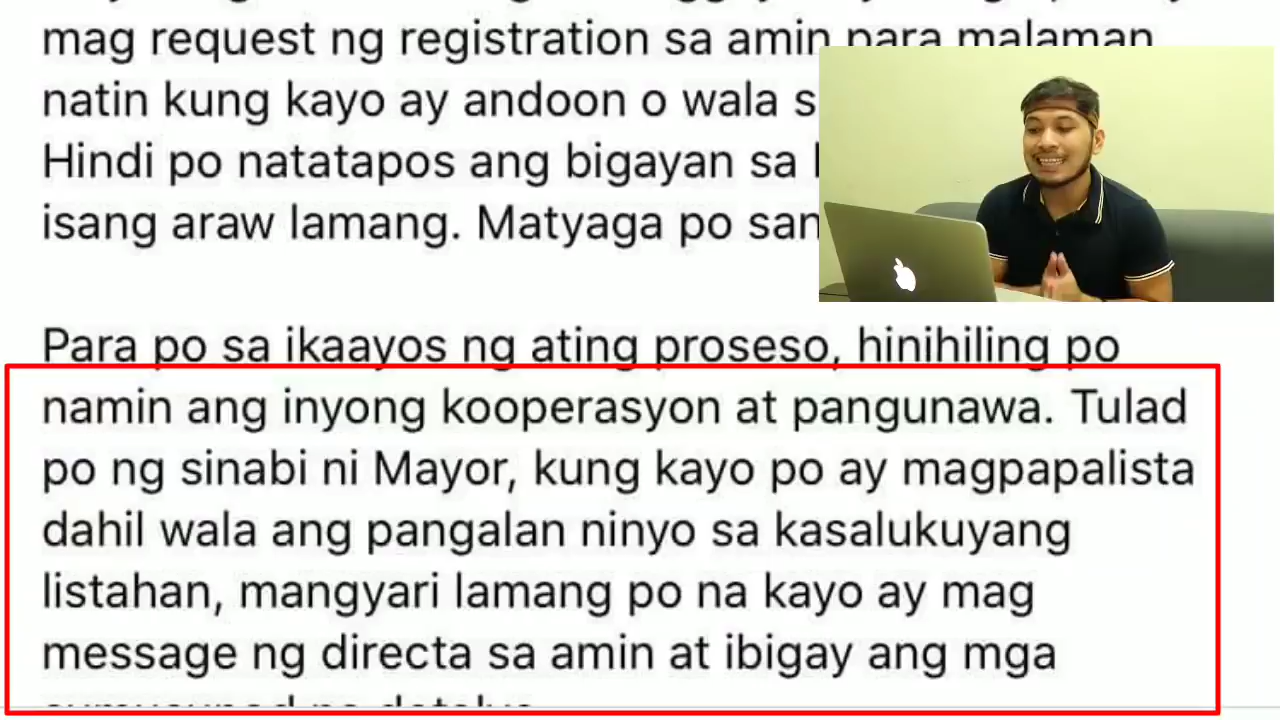 mag request ng registration sa amin para malaman
natin kung kayo ay andoon o wala s
Hindi po natatapos ang bigayan sa
isang araw lamang. Matyaga po san
Para po sa ikaayos ng ating proseso, hinihiling po
namin ang inyong kooperasyon at pangunawa. Tulad
po ng sinabi ni Mayor, kung kayo po ay magpapalista
dahil wala ang pangalan ninyo sa kasalukuyang
listahan, mangyari lamang po na kayo ay mag
message ng directa sa amin at ibigay ang mga